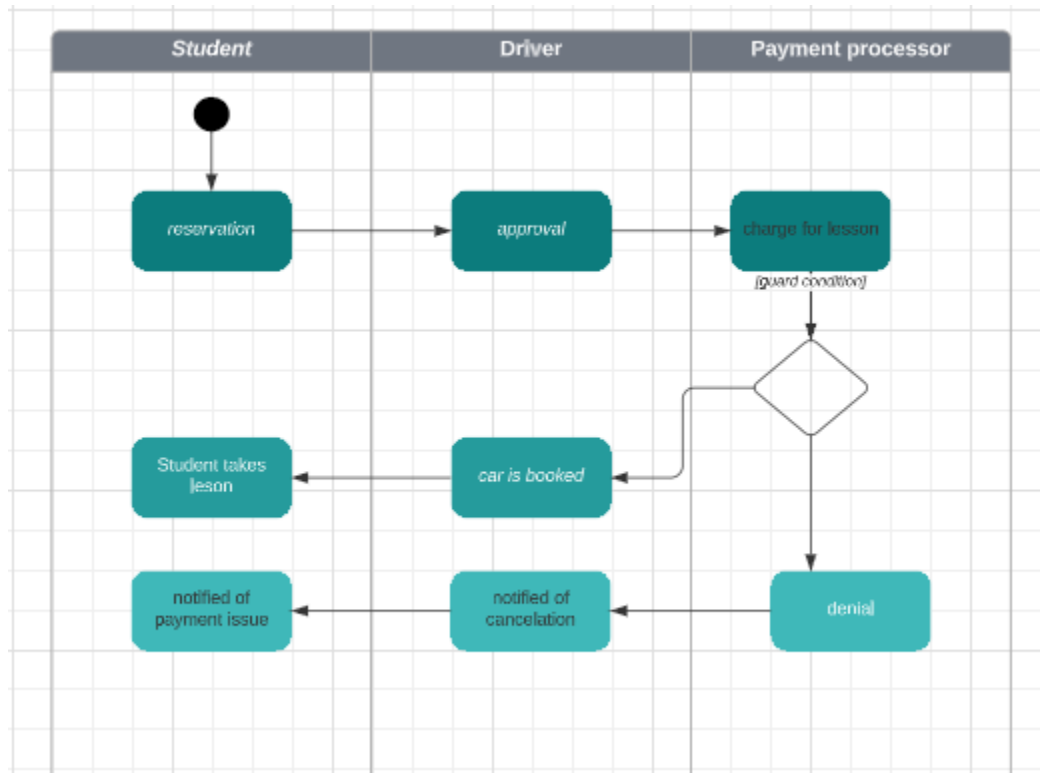 Student
Driver
Payment processor
reservation
approval
charge for lesson
[guard condition]
Student takes
leson
car is booked
notified of
payment issue
notified of
cancelation
denial